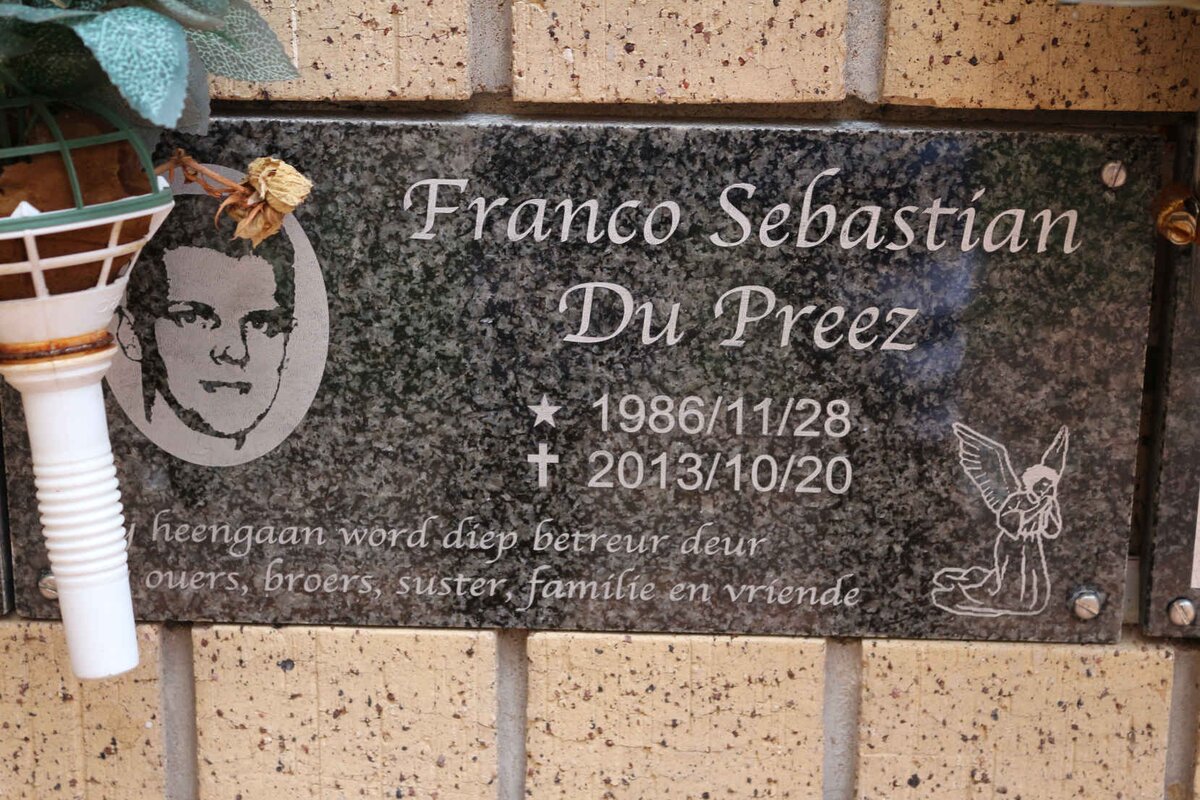 Franco Sebastian
Du Preez
1986/11/28
2013/10/20
heengaan word diep betreur deur
ouers, broers, suster, familie en vriende